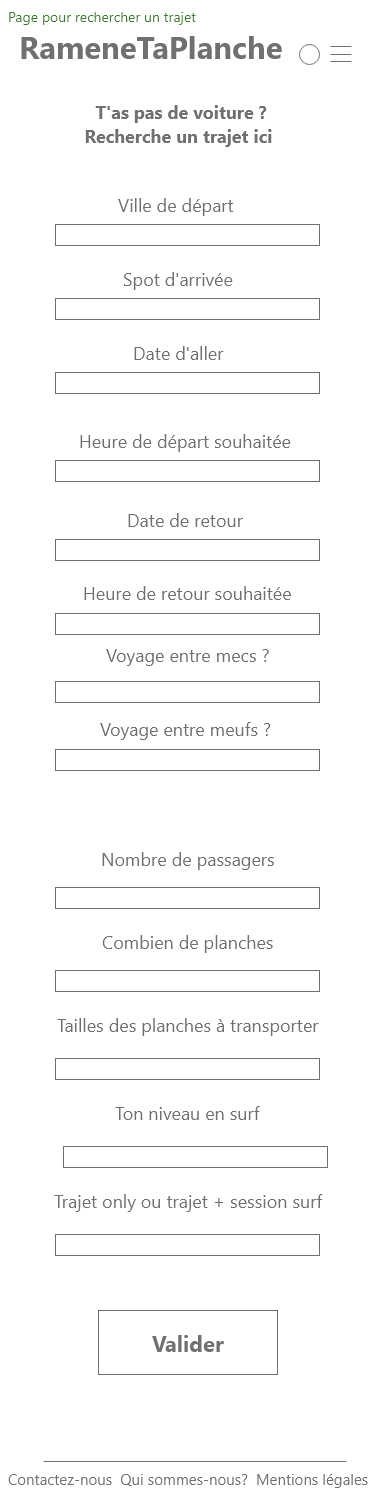 Page pour rechercher un trajet
RameneTaPlanche
T'as pas de voiture ?
Recherche un trajet ici
Ville de départ
Spot d'arrivée
Date d'aller
Heure de départ souhaitée
Date de retour
Heure de retour souhaitée
Voyage entre mecs ?
Voyage entre meufs ?
Nombre de passagers
Combien de planches
Tailles des planches à transporter
Ton niveau en surf
Trajet only ou trajet + session surf
Valider
Contactez-nous Qui sommes-nous? Mentions légales